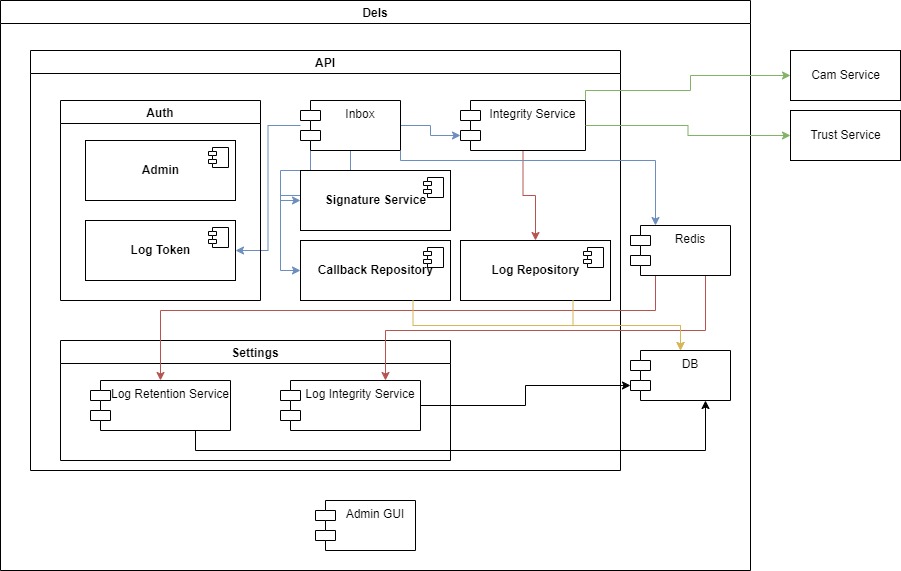 Dels
API
Cam Service
Auth
Inbox
Integrity Service
Trust Service
Admin
Signature Service
Log Token
Redis
Callback Repository
Log Repository
Settings
DB
Log Retention Service
Log Integrity Service
Admin GUI